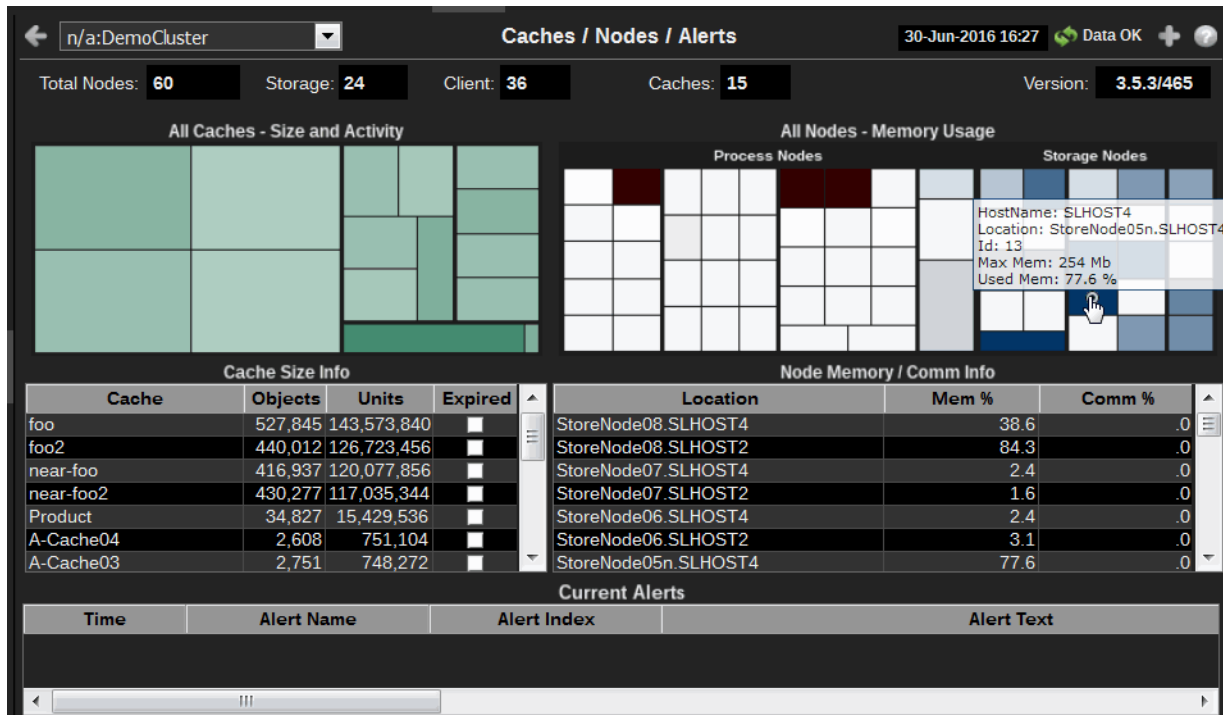 n/a:DemoCluster Caches / Nodes / Alerts 30-Jun-2016 16:27 Data OK
Total Nodes: 60 Storage: 24 Client: 36 Caches: 15 Version: 3.5.3/465
All Caches - Size and Activity
All Nodes - Memory Usage
Process Nodes Storage Nodes
HostName: SLHOST4
Location: StoreNode05n.SLHOST4
Id: 13
Max Mem: 254 Mb
Used Mem: 77.6 %
Cache Size Info
Cache Objects Units Expired
foo 527,845 143,573,840
foo2 440,012 126,723,456
near-foo 416,937 120,077,856
near-foo2 430,277 117,035,344
Product 34,827 15,429,536
A-Cache04 2,608 751,104
A-Cache03 2,751 748,272
Node Memory / Comm Info
Location Mem % Comm %
StoreNode08.SLHOST4 38.6 .0
StoreNode08.SLHOST2 84.3 .0
StoreNode07.SLHOST4 2.4 .0
StoreNode07.SLHOST2 1.6 .0
StoreNode06.SLHOST4 2.4 .0
StoreNode06.SLHOST2 3.1 .0
StoreNode05n.SLHOST4 77.6 .0
Current Alerts
Time Alert Name Alert Index Alert Text